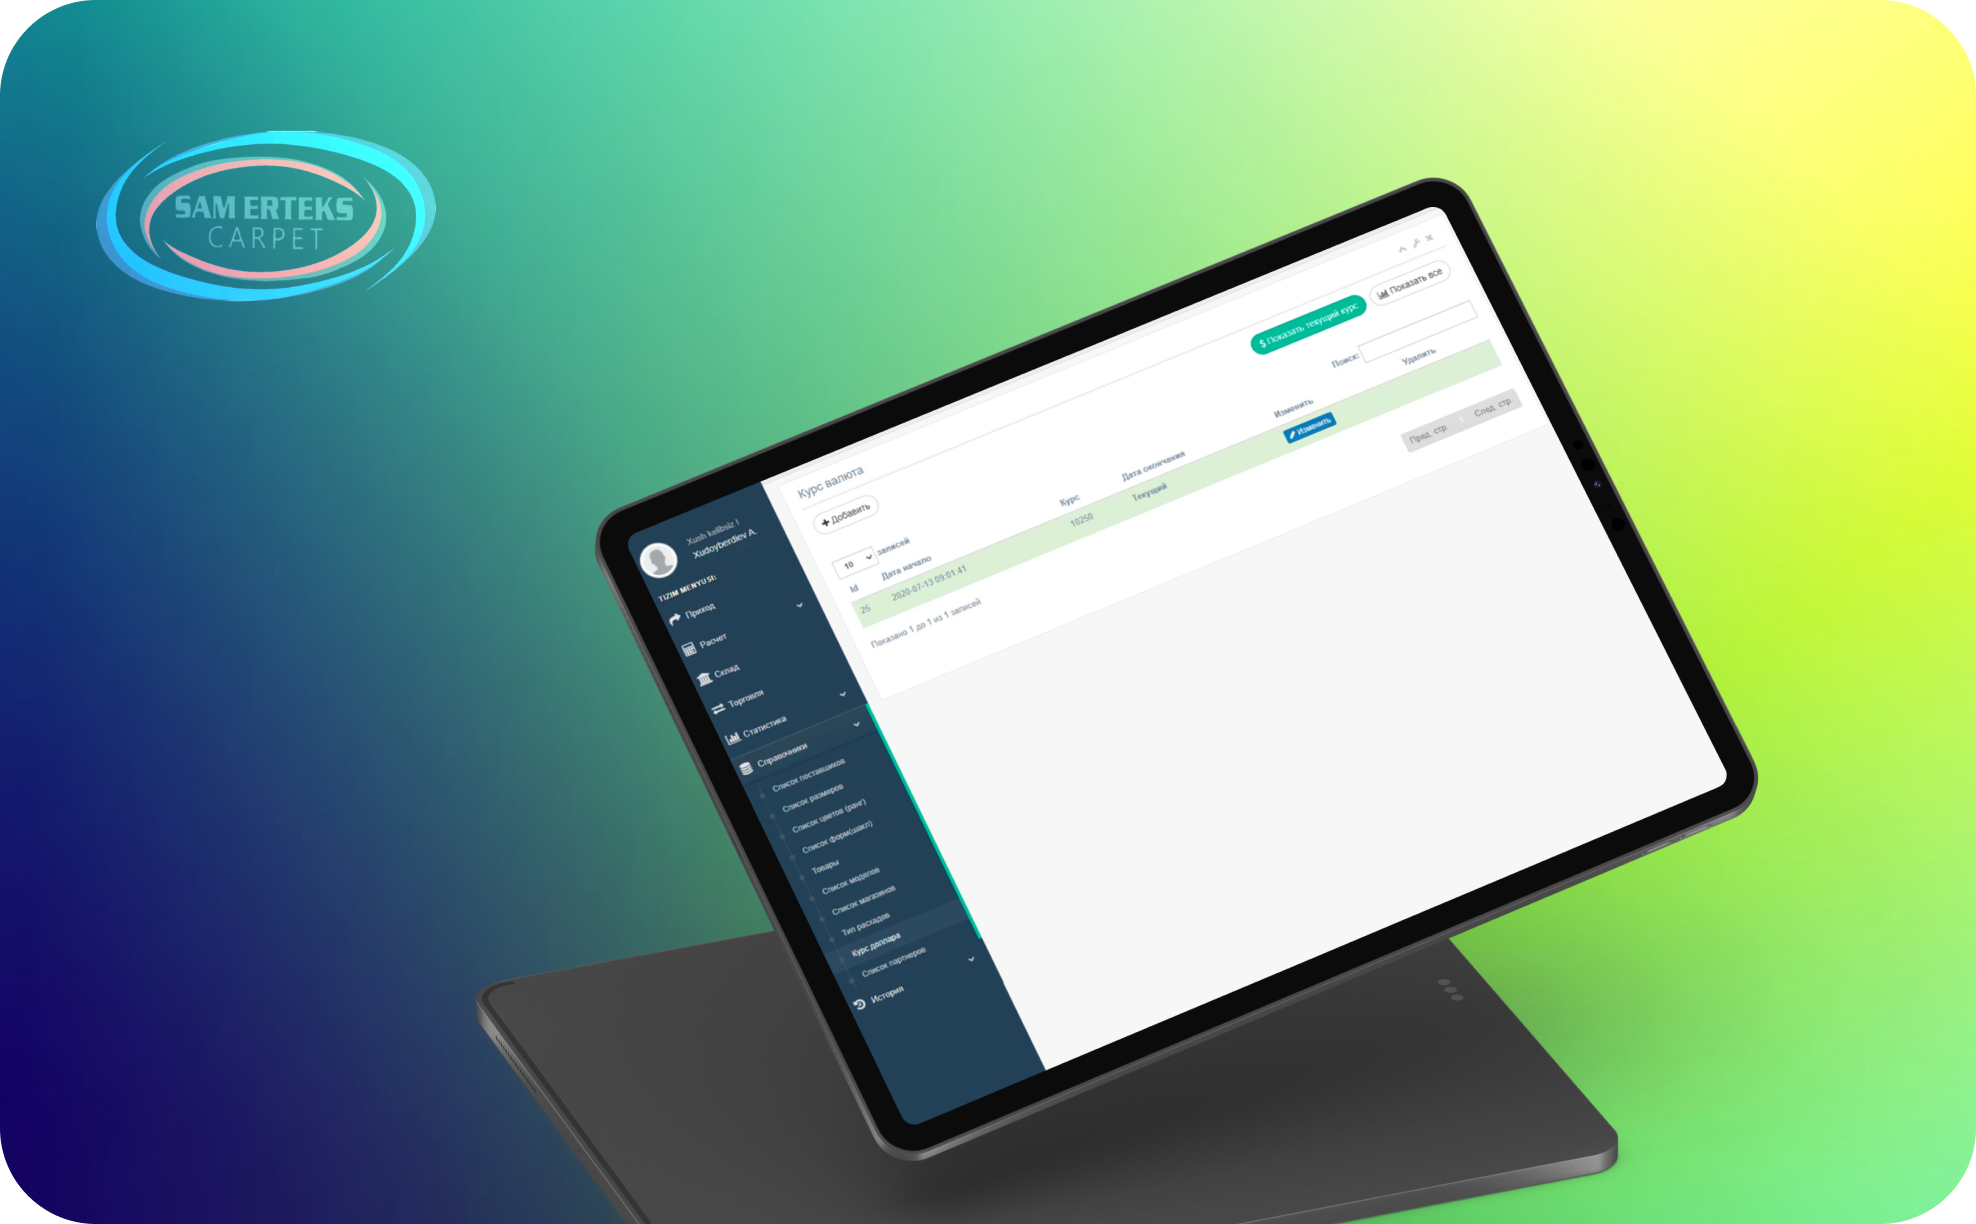 SAM ERTEKS
CARPET
Xush kelibsiz !
Xudoyberdiev A.
TIZIM MENYUSI:
Приход
Расчет
Склад
Торговля
Статистика
Справочники
Список поставшиков
Список размеров
Список цветов (ранг)
Список форм(шакл)
Товары
Список моделов
Список магазинов
Тип расходов
Курс доллара
Список партнеров
История
Курс валюта
Добавить
$ Показать текущий курс
Показать все
10 записей
Поиск:
Id Дата начало Курс Дата окончания Изменить Удалить
25 2020-07-13 09:01:41 10250 Текущий Изменить
Показано 1 до 1 из 1 записей
Пред. стр. 1 След. стр.